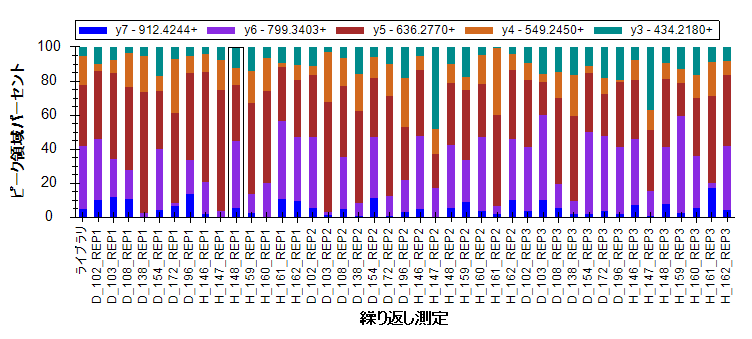 y7 - 912.4244+ y6 - 799.3403+ y5 - 636.2770+ y4 - 549.2450+ y3 - 434.2180+
ピーク領域パーセント
100
80
60
40
20
0
ライブラリ
D_102_REP1
D_103_REP1
D_108_REP1
D_138_REP1
D_154_REP1
D_172_REP1
D_196_REP1
H_146_REP1
H_147_REP1
H_148_REP1
H_159_REP1
H_160_REP1
H_161_REP1
H_162_REP1
D_102_REP2
D_103_REP2
D_108_REP2
D_138_REP2
D_154_REP2
D_172_REP2
D_196_REP2
H_146_REP2
H_147_REP2
H_148_REP2
H_159_REP2
H_160_REP2
H_161_REP2
H_162_REP2
D_102_REP3
D_103_REP3
D_108_REP3
D_138_REP3
D_154_REP3
D_172_REP3
D_196_REP3
H_146_REP3
H_147_REP3
H_148_REP3
H_159_REP3
H_160_REP3
H_161_REP3
H_162_REP3
繰り返し測定